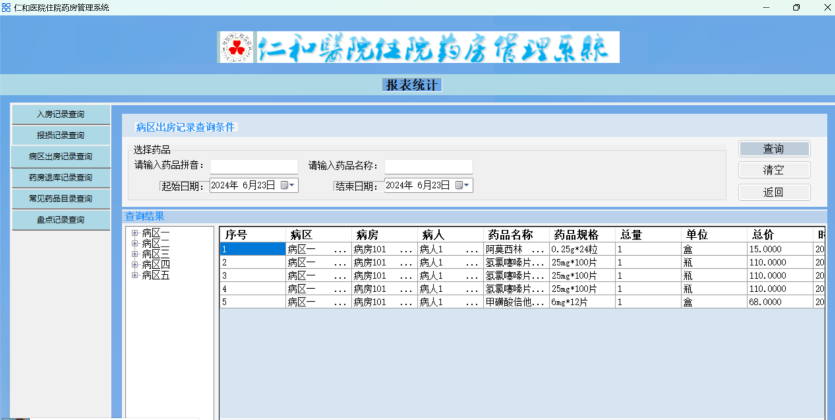 仁和医院住院药房管理系统
仁和醫院住院药房管理系統
报表统计
入房记录查询
报损记录查询
病区出房记录查询
药房退库记录查询
常见药品目录查询
盘点记录查询
病区出房记录查询条件
选择药品
请输入药品拼音： 请输入药品名称：
起始日期： 2024年 6月23日 结束日期： 2024年 6月23日
查询
清空
返回
查询结果
病区一
病区二
病区三
病区四
病区五
序号 病区 病房 病人 药品名称 药品规格 总量 单位 总价
1 病区一 ... 病房101 ... 病人1 ... 阿莫西林 ... 0.25g*24粒 1 盒 15.0000 20
2 病区一 ... 病房101 ... 病人1 ... 氢氯噻嗪片... 25mg*100片 1 瓶 110.0000 20
3 病区一 ... 病房101 ... 病人1 ... 氢氯噻嗪片... 25mg*100片 1 瓶 110.0000 20
4 病区一 ... 病房101 ... 病人1 ... 氢氯噻嗪片... 25mg*100片 1 瓶 110.0000 20
5 病区一 ... 病房101 ... 病人1 ... 甲磺酸倍他... 6mg*12片 1 盒 68.0000 20